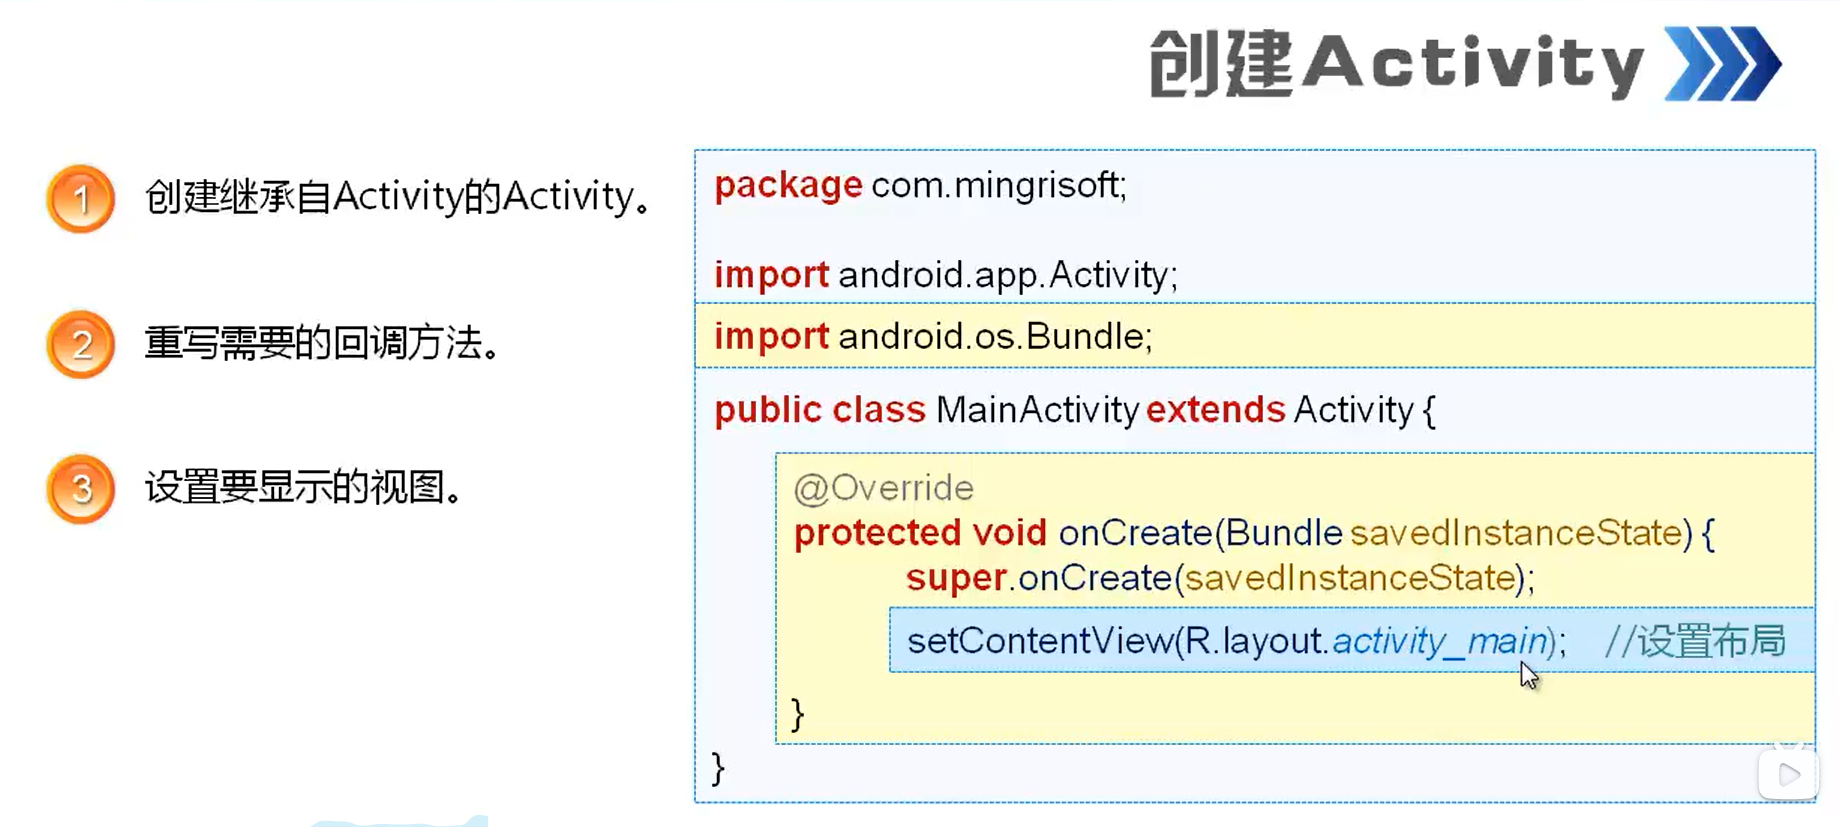 创建Activity
1 创建继承自Activity的Activity。
2 重写需要的回调方法。
3 设置要显示的视图。
package com.mingrisoft;
import android.app.Activity;
import android.os.Bundle;
public class MainActivity extends Activity {
@Override
protected void onCreate(Bundle savedInstanceState) {
super.onCreate(savedInstanceState);
setContentView(R.layout.activity_main); //设置布局
}
}